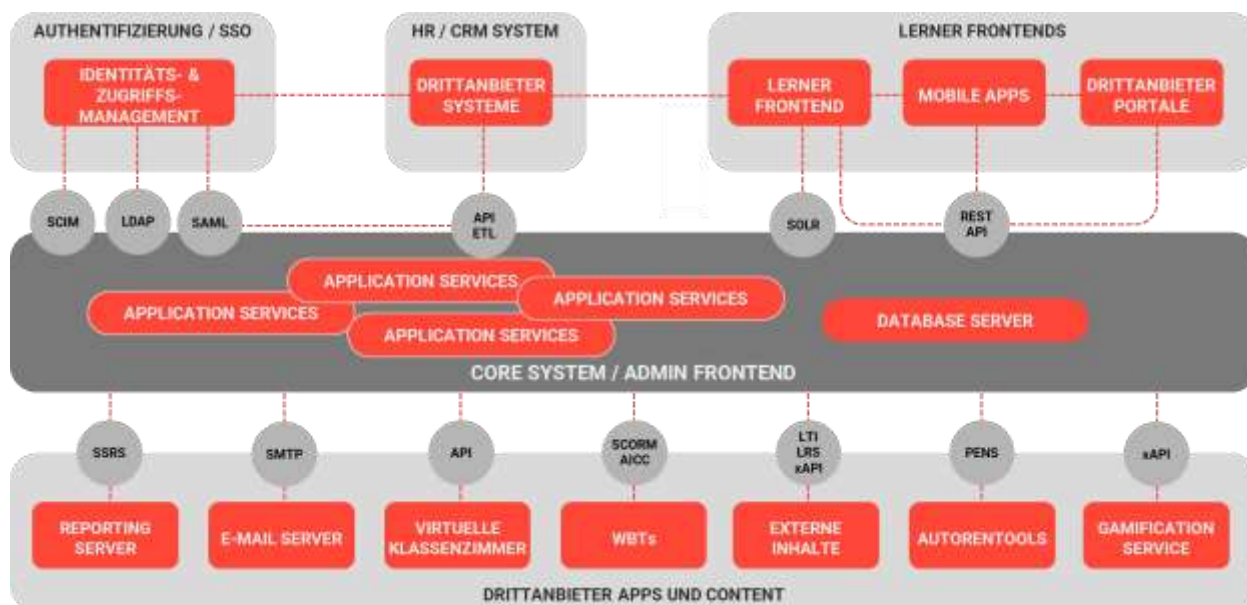 AUTHENTIFIZIERUNG / SSO
HR / CRM SYSTEM
LERNER FRONTENDS
IDENTITÄTS- &
ZUGRIFFS-
MANAGEMENT
DRITTANBIETER
SYSTEME
LERNER
FRONTEND
MOBILE APPS
DRITTANBIETER
PORTALE
SCIM
LDAP
SAML
API
ETL
SOLR
REST
API
APPLICATION SERVICES
APPLICATION SERVICES
APPLICATION SERVICES
APPLICATION SERVICES
DATABASE SERVER
CORE SYSTEM / ADMIN FRONTEND
SSRS
SMTP
API
SCORM
AICC
LTI
LRS
xAPI
PENS
xAPI
REPORTING
SERVER
E-MAIL SERVER
VIRTUELLE
KLASSENZIMMER
WBTs
EXTERNE
INHALTE
AUTORENTOOLS
GAMIFICATION
SERVICE
DRITTANBIETER APPS UND CONTENT